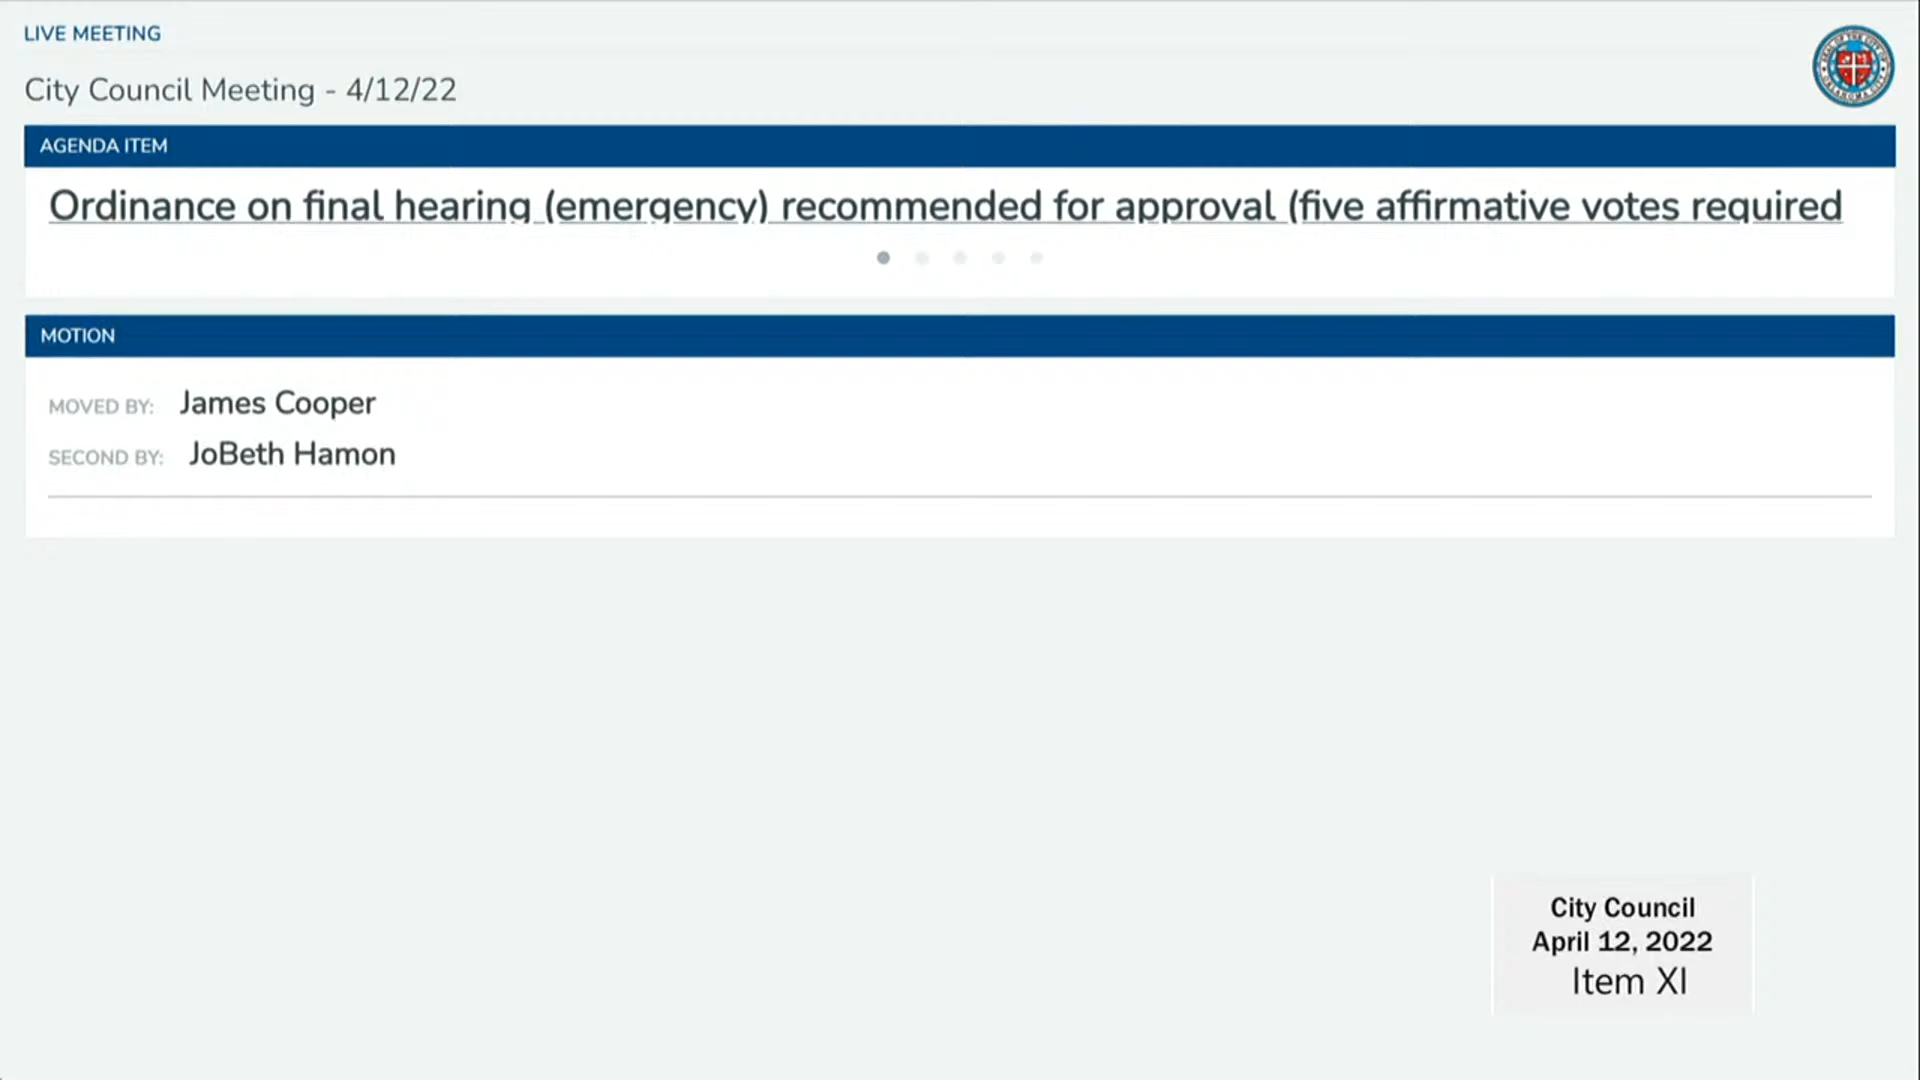 LIVE MEETING
City Council Meeting - 4/12/22
AGENDA ITEM
Ordinance on final hearing (emergency) recommended for approval (five affirmative votes required
MOTION
MOVED BY: James Cooper
SECOND BY: JoBeth Hamon
City Council
April 12, 2022
Item XI